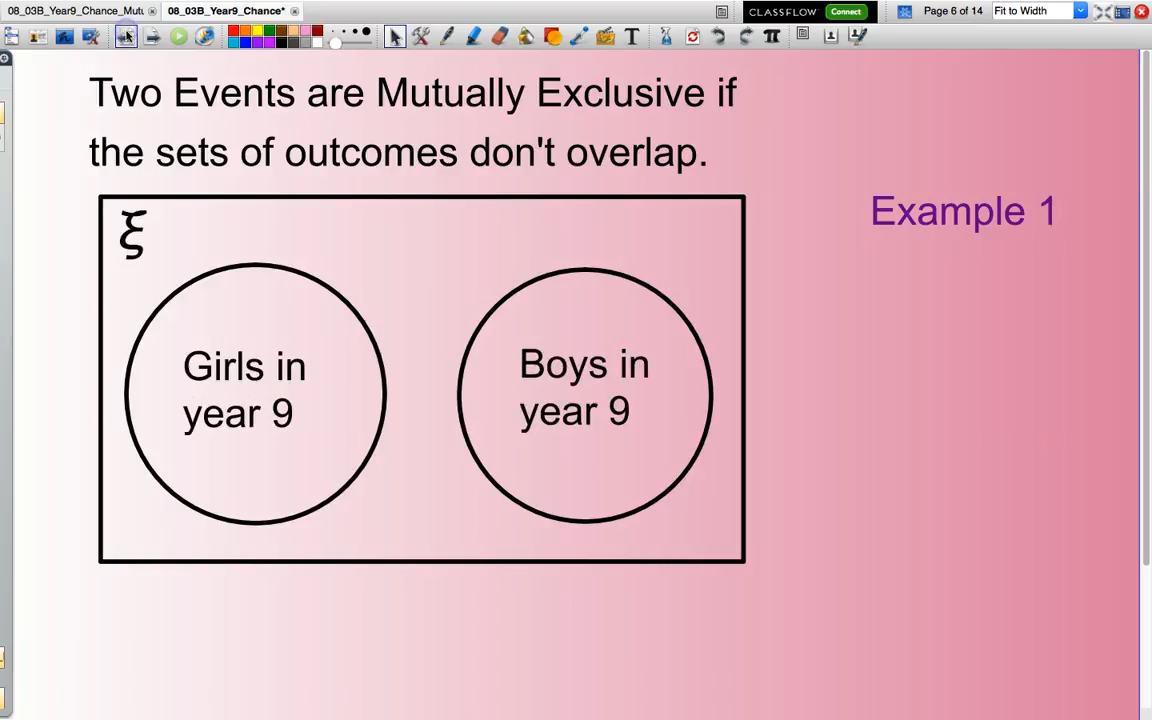 08_03B_Year9_Chance_Mutu
08_03B_Year9_Chance*
CLASSFLOW Connect
Page 6 of 14
Fit to Width
T
π
Two Events are Mutually Exclusive if
the sets of outcomes don't overlap.
Example 1
ξ
Girls in
year 9
Boys in
year 9